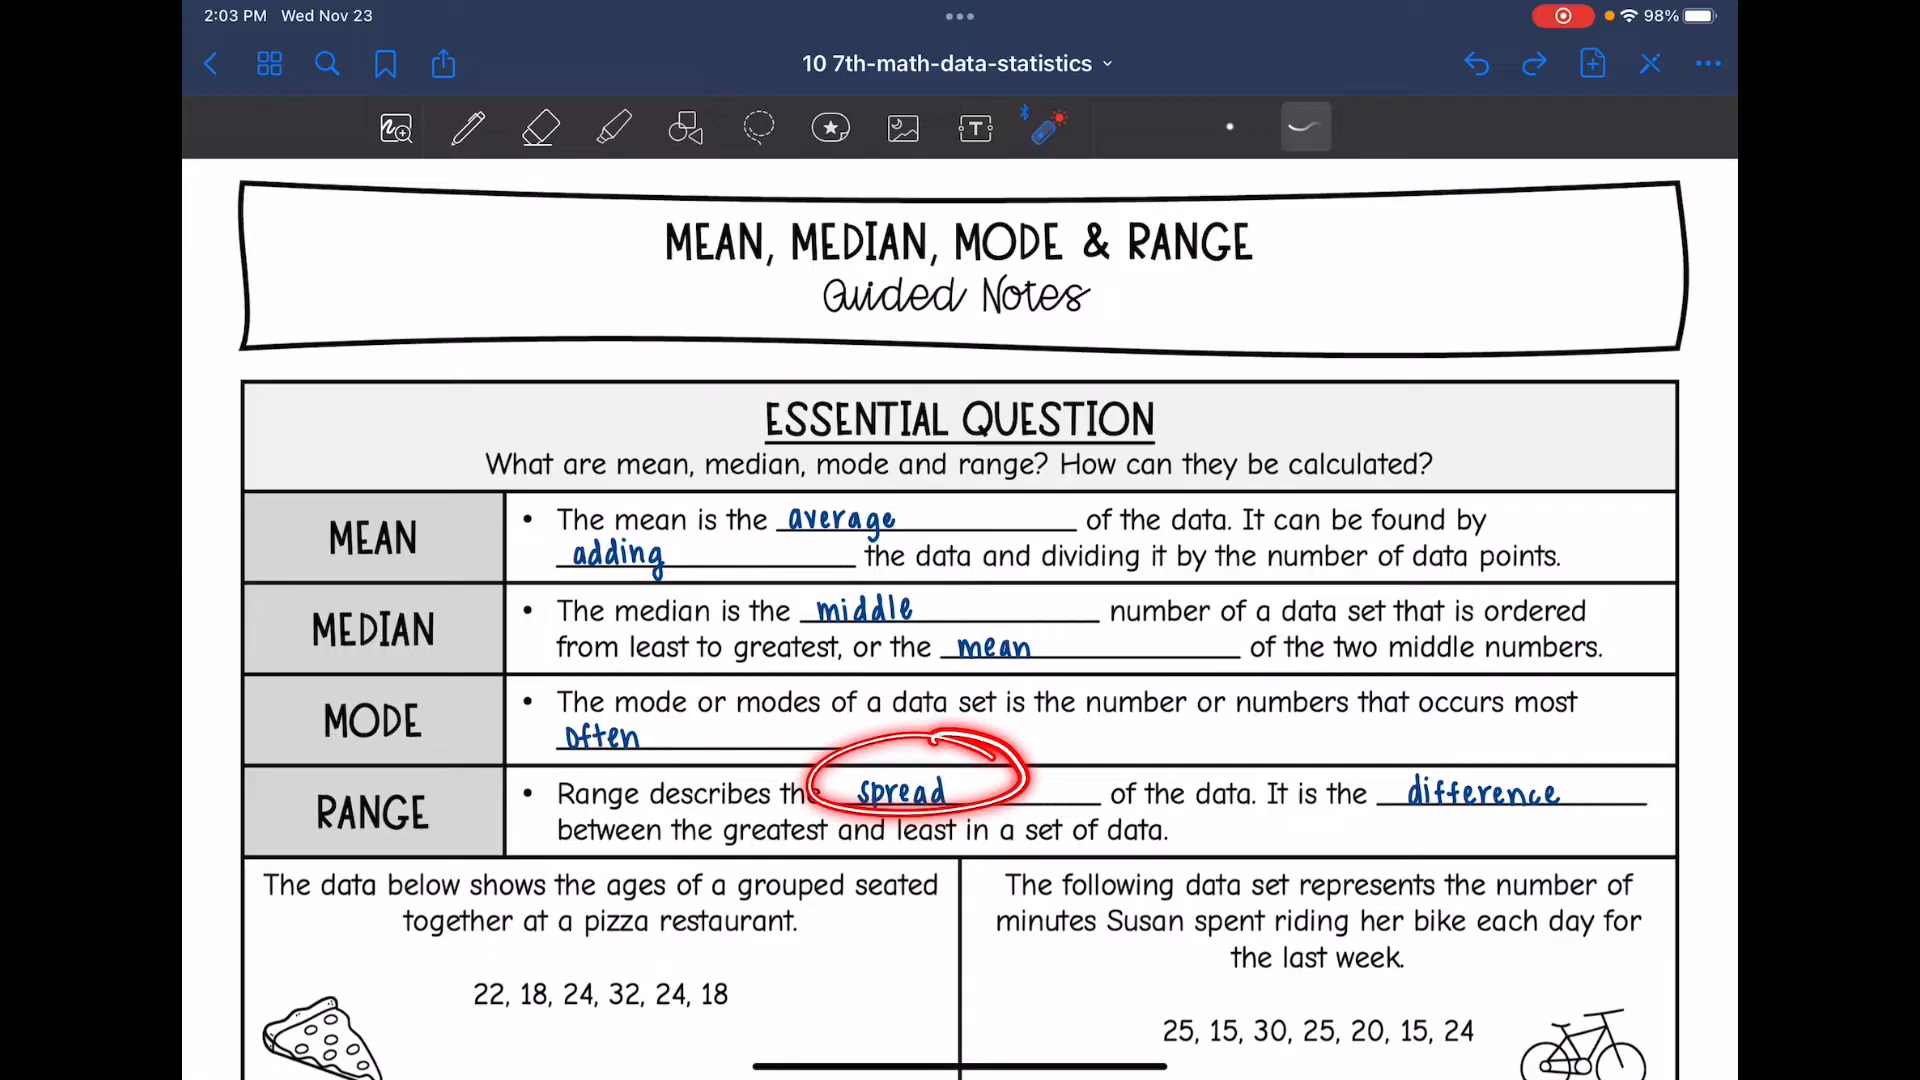 2:03 PM Wed Nov 23
98%
10 7th-math-data-statistics
T
MEAN, MEDIAN, MODE & RANGE
Guided Notes
ESSENTIAL QUESTION
What are mean, median, mode and range? How can they be calculated?
MEAN
• The mean is the average of the data. It can be found by
adding the data and dividing it by the number of data points.
MEDIAN
• The median is the middle number of a data set that is ordered
from least to greatest, or the mean of the two middle numbers.
MODE
• The mode or modes of a data set is the number or numbers that occurs most
often
RANGE
• Range describes the spread of the data. It is the difference
between the greatest and least in a set of data.
The data below shows the ages of a grouped seated
together at a pizza restaurant.
22, 18, 24, 32, 24, 18
The following data set represents the number of
minutes Susan spent riding her bike each day for
the last week.
25, 15, 30, 25, 20, 15, 24